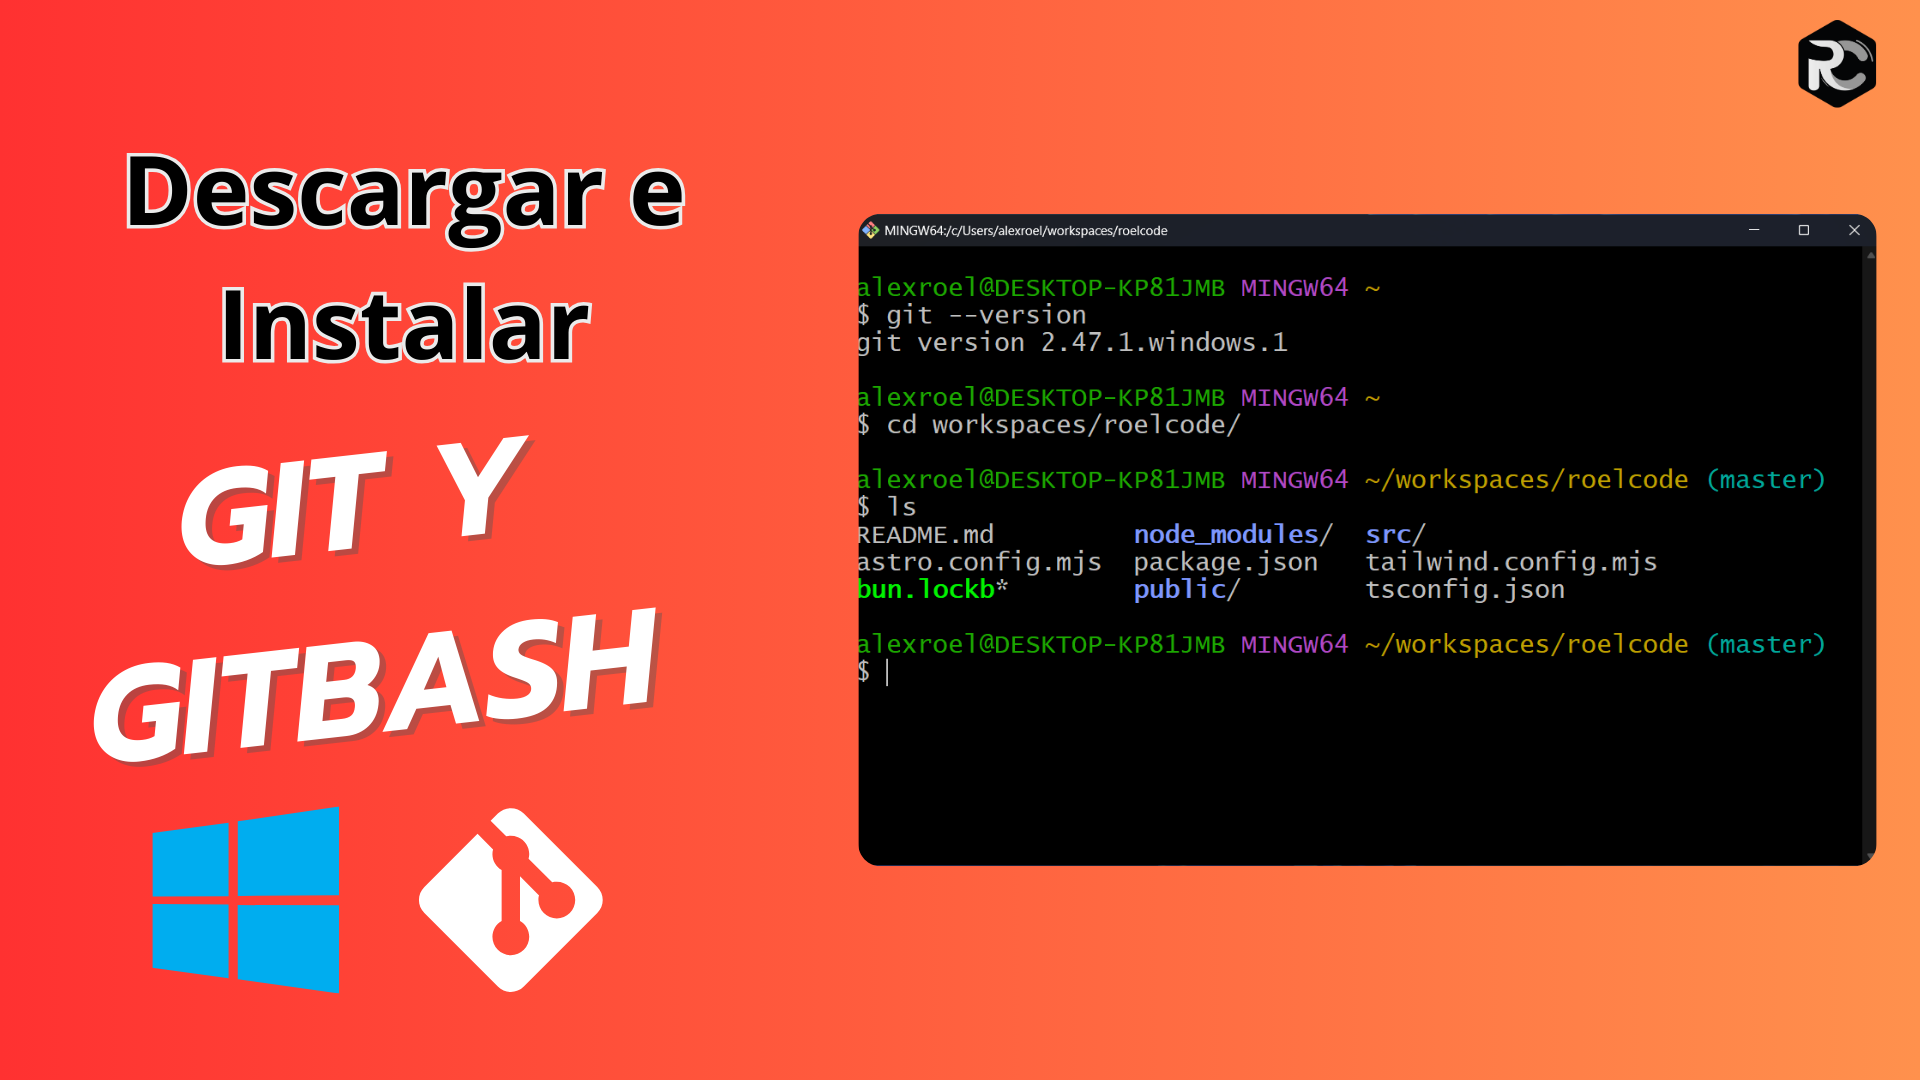 Descargar e
Instalar
GIT Y
GITBASH
RC
MINGW64:/c/Users/alexroel/workspaces/roelcode
alexroel@DESKTOP-KP81JMB MINGW64 ~
$ git --version
git version 2.47.1.windows.1
alexroel@DESKTOP-KP81JMB MINGW64 ~
$ cd workspaces/roelcode/
alexroel@DESKTOP-KP81JMB MINGW64 ~/workspaces/roelcode (master)
$ ls
README.md node_modules/ src/
astro.config.mjs package.json tailwind.config.mjs
bun.lockb* public/ tsconfig.json
alexroel@DESKTOP-KP81JMB MINGW64 ~/workspaces/roelcode (master)
$